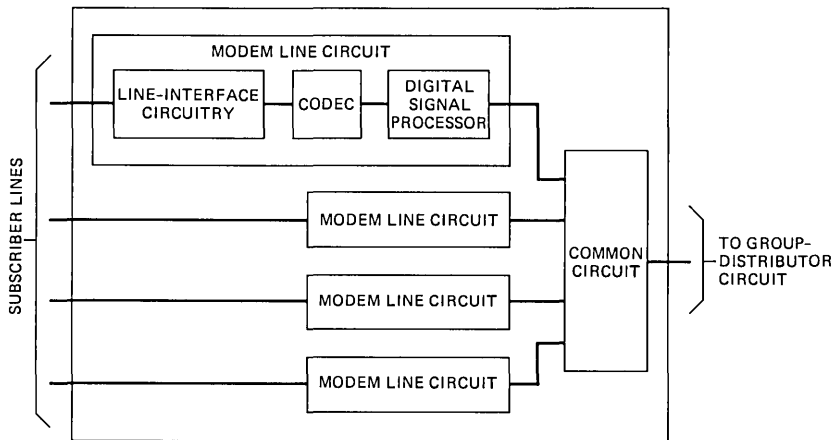 MODEM LINE CIRCUIT
LINE-INTERFACE
CIRCUITRY
CODEC
DIGITAL
SIGNAL
PROCESSOR
SUBSCRIBER LINES
MODEM LINE CIRCUIT
MODEM LINE CIRCUIT
MODEM LINE CIRCUIT
COMMON
CIRCUIT
TO GROUP-
DISTRIBUTOR
CIRCUIT